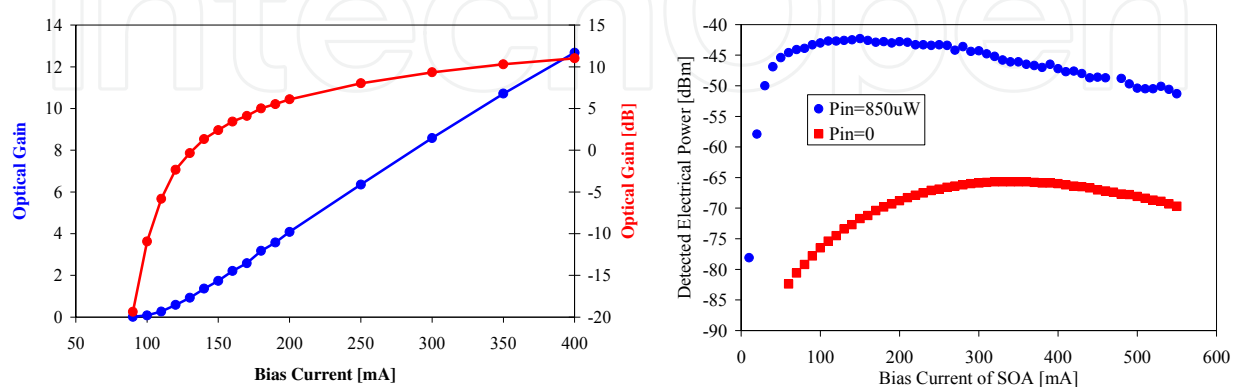 IntechOpen
14
12
10
8
6
4
2
0
Optical Gain
15
10
5
0
-5
-10
-15
-20
Optical Gain [dB]
50 100 150 200 250 300 350 400
Bias Current [mA]
-40
-45
-50
-55
-60
-65
-70
-75
-80
-85
-90
Detected Electrical Power [dBm]
Pin=850uW
Pin=0
0 100 200 300 400 500 600
Bias Current of SOA [mA]